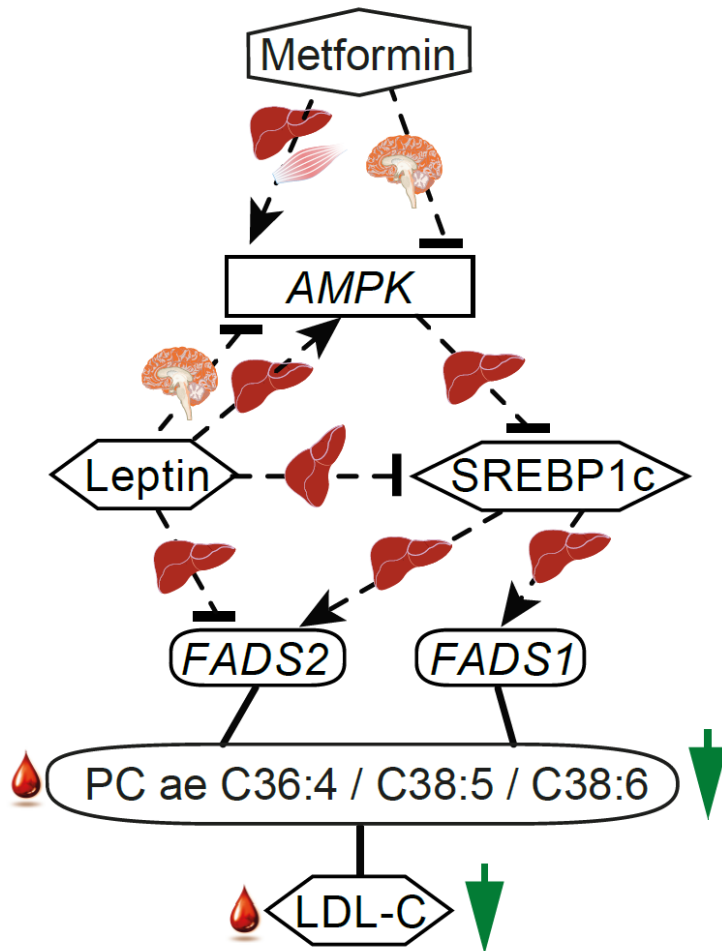 Metformin
AMPK
Leptin
SREBP1c
FADS2
FADS1
PC ae C36:4 / C38:5 / C38:6
LDL-C